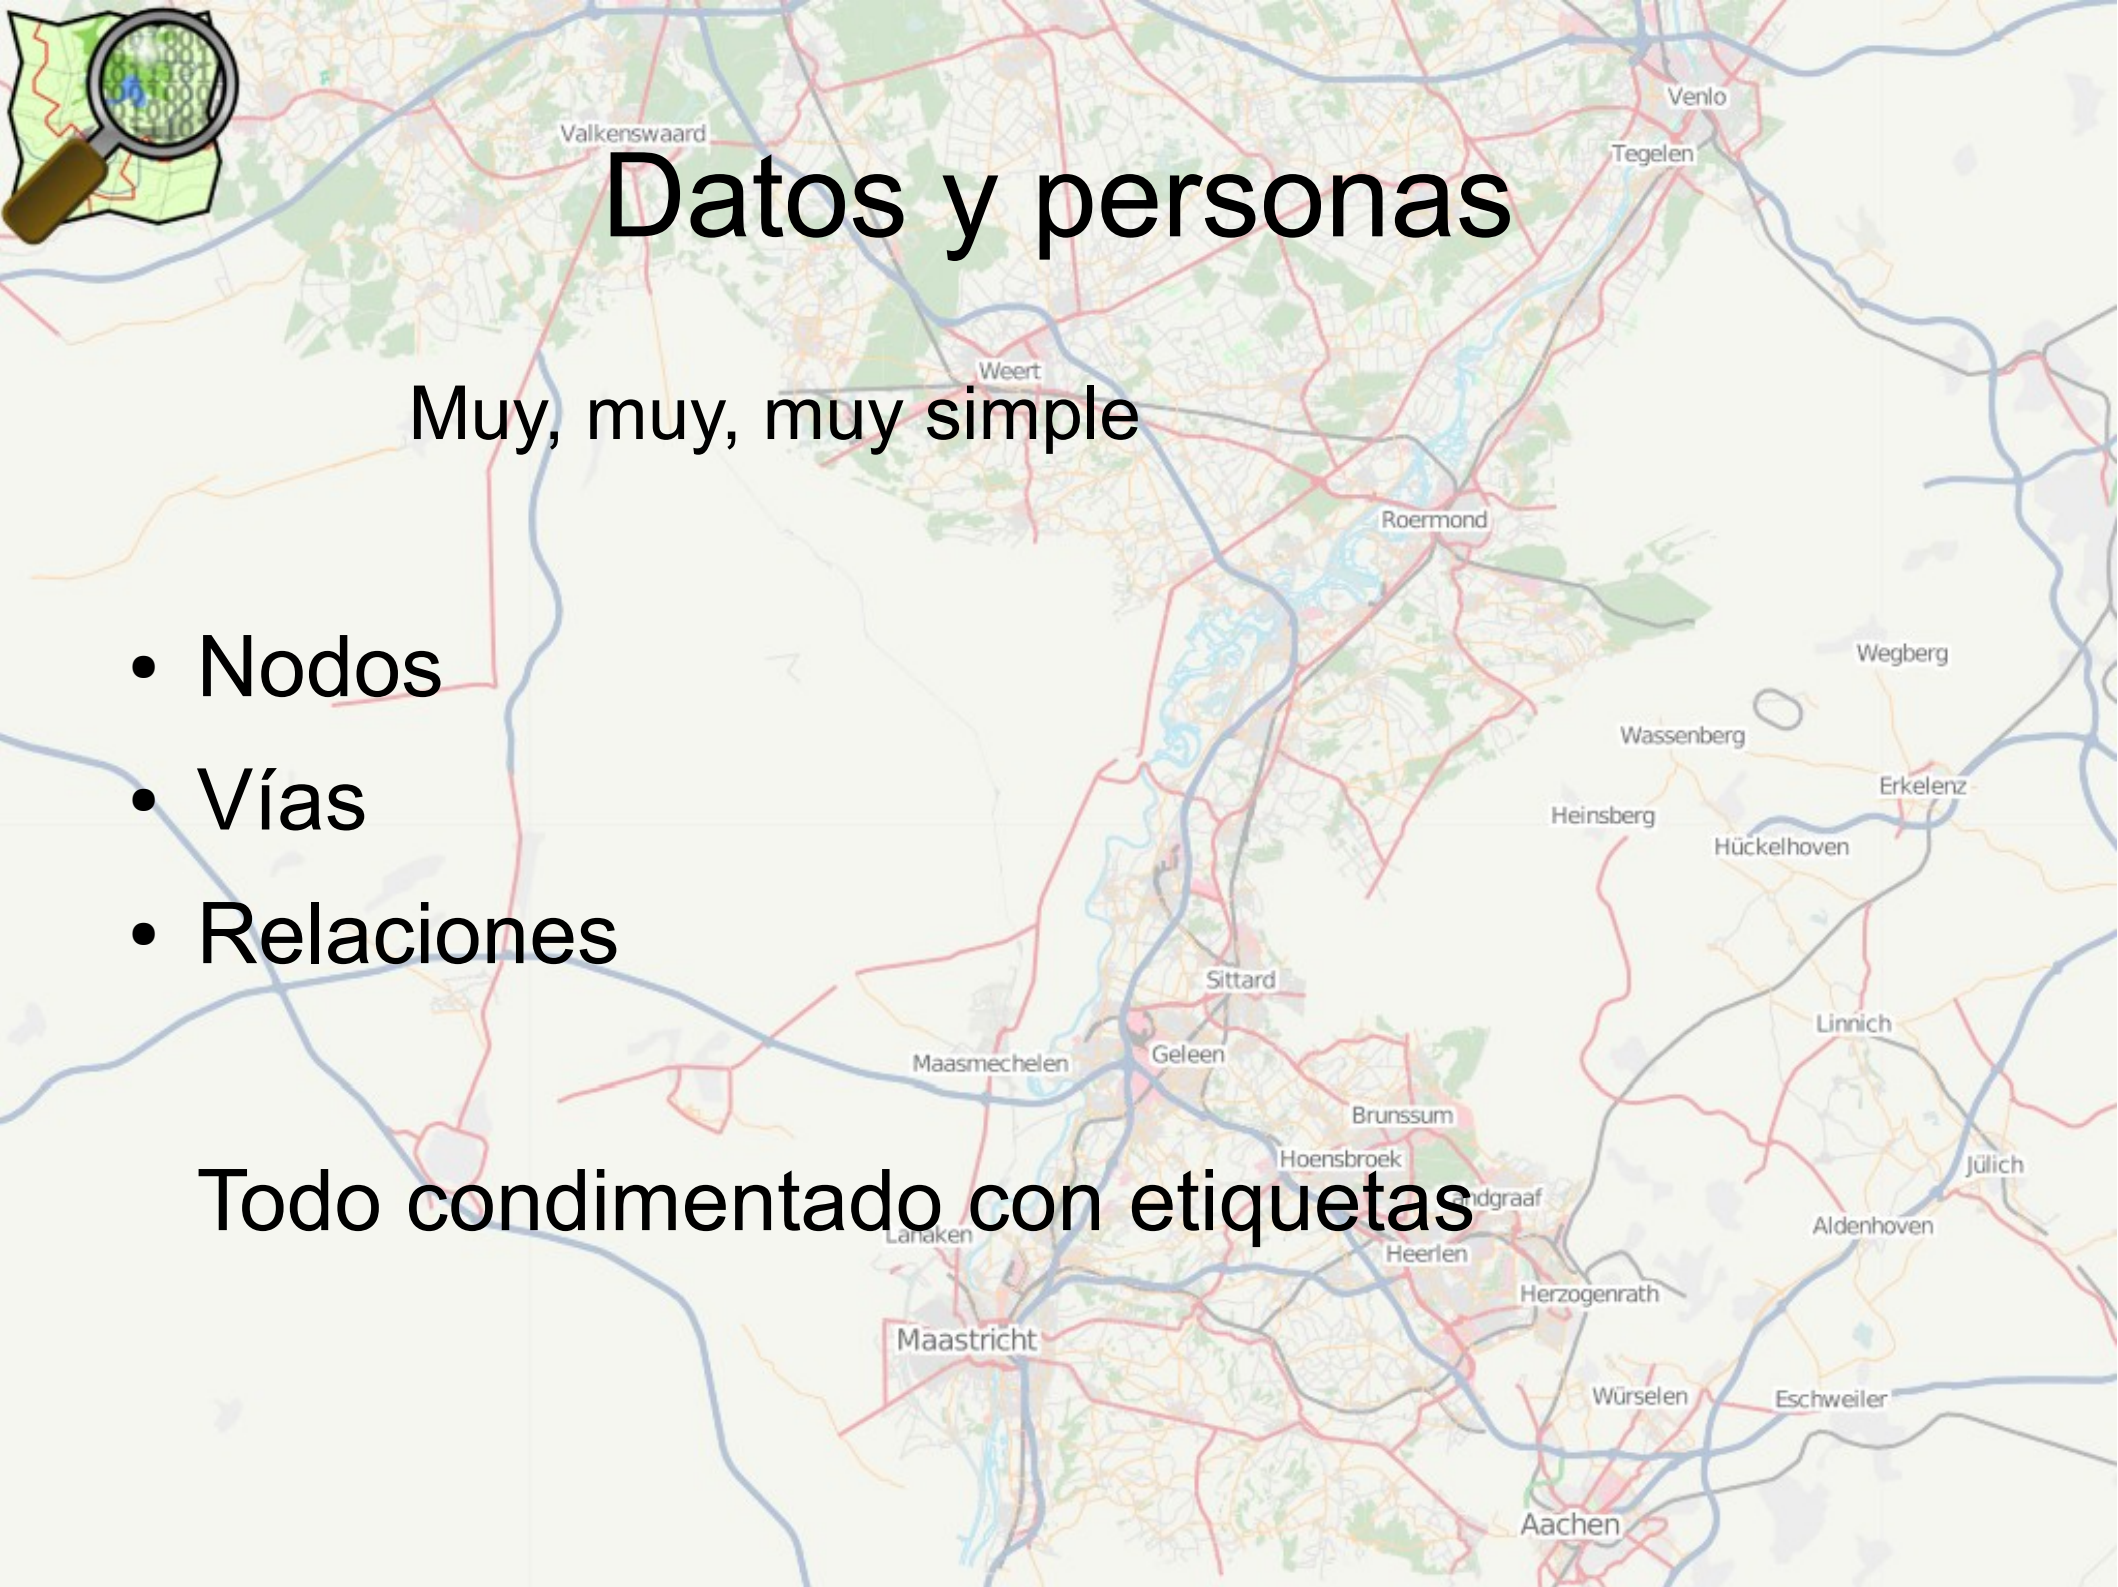 Venlo
Valkenswaard
Tegelen
Datos y personas
Weert
Muy, muy, muy simple
Roermond
• Nodos
Wegberg
Wassenberg
• Vías
Erkelenz
Heinsberg
Hückelhoven
• Relaciones
Sittard
Linnich
Geleen
Maasmechelen
Brunssum
Hoensbroek
Jülich
Todo condimentado con etiquetas
Aldenhoven
Lanaken
Heerlen
Herzogenrath
Maastricht
Würselen
Eschweiler
Aachen